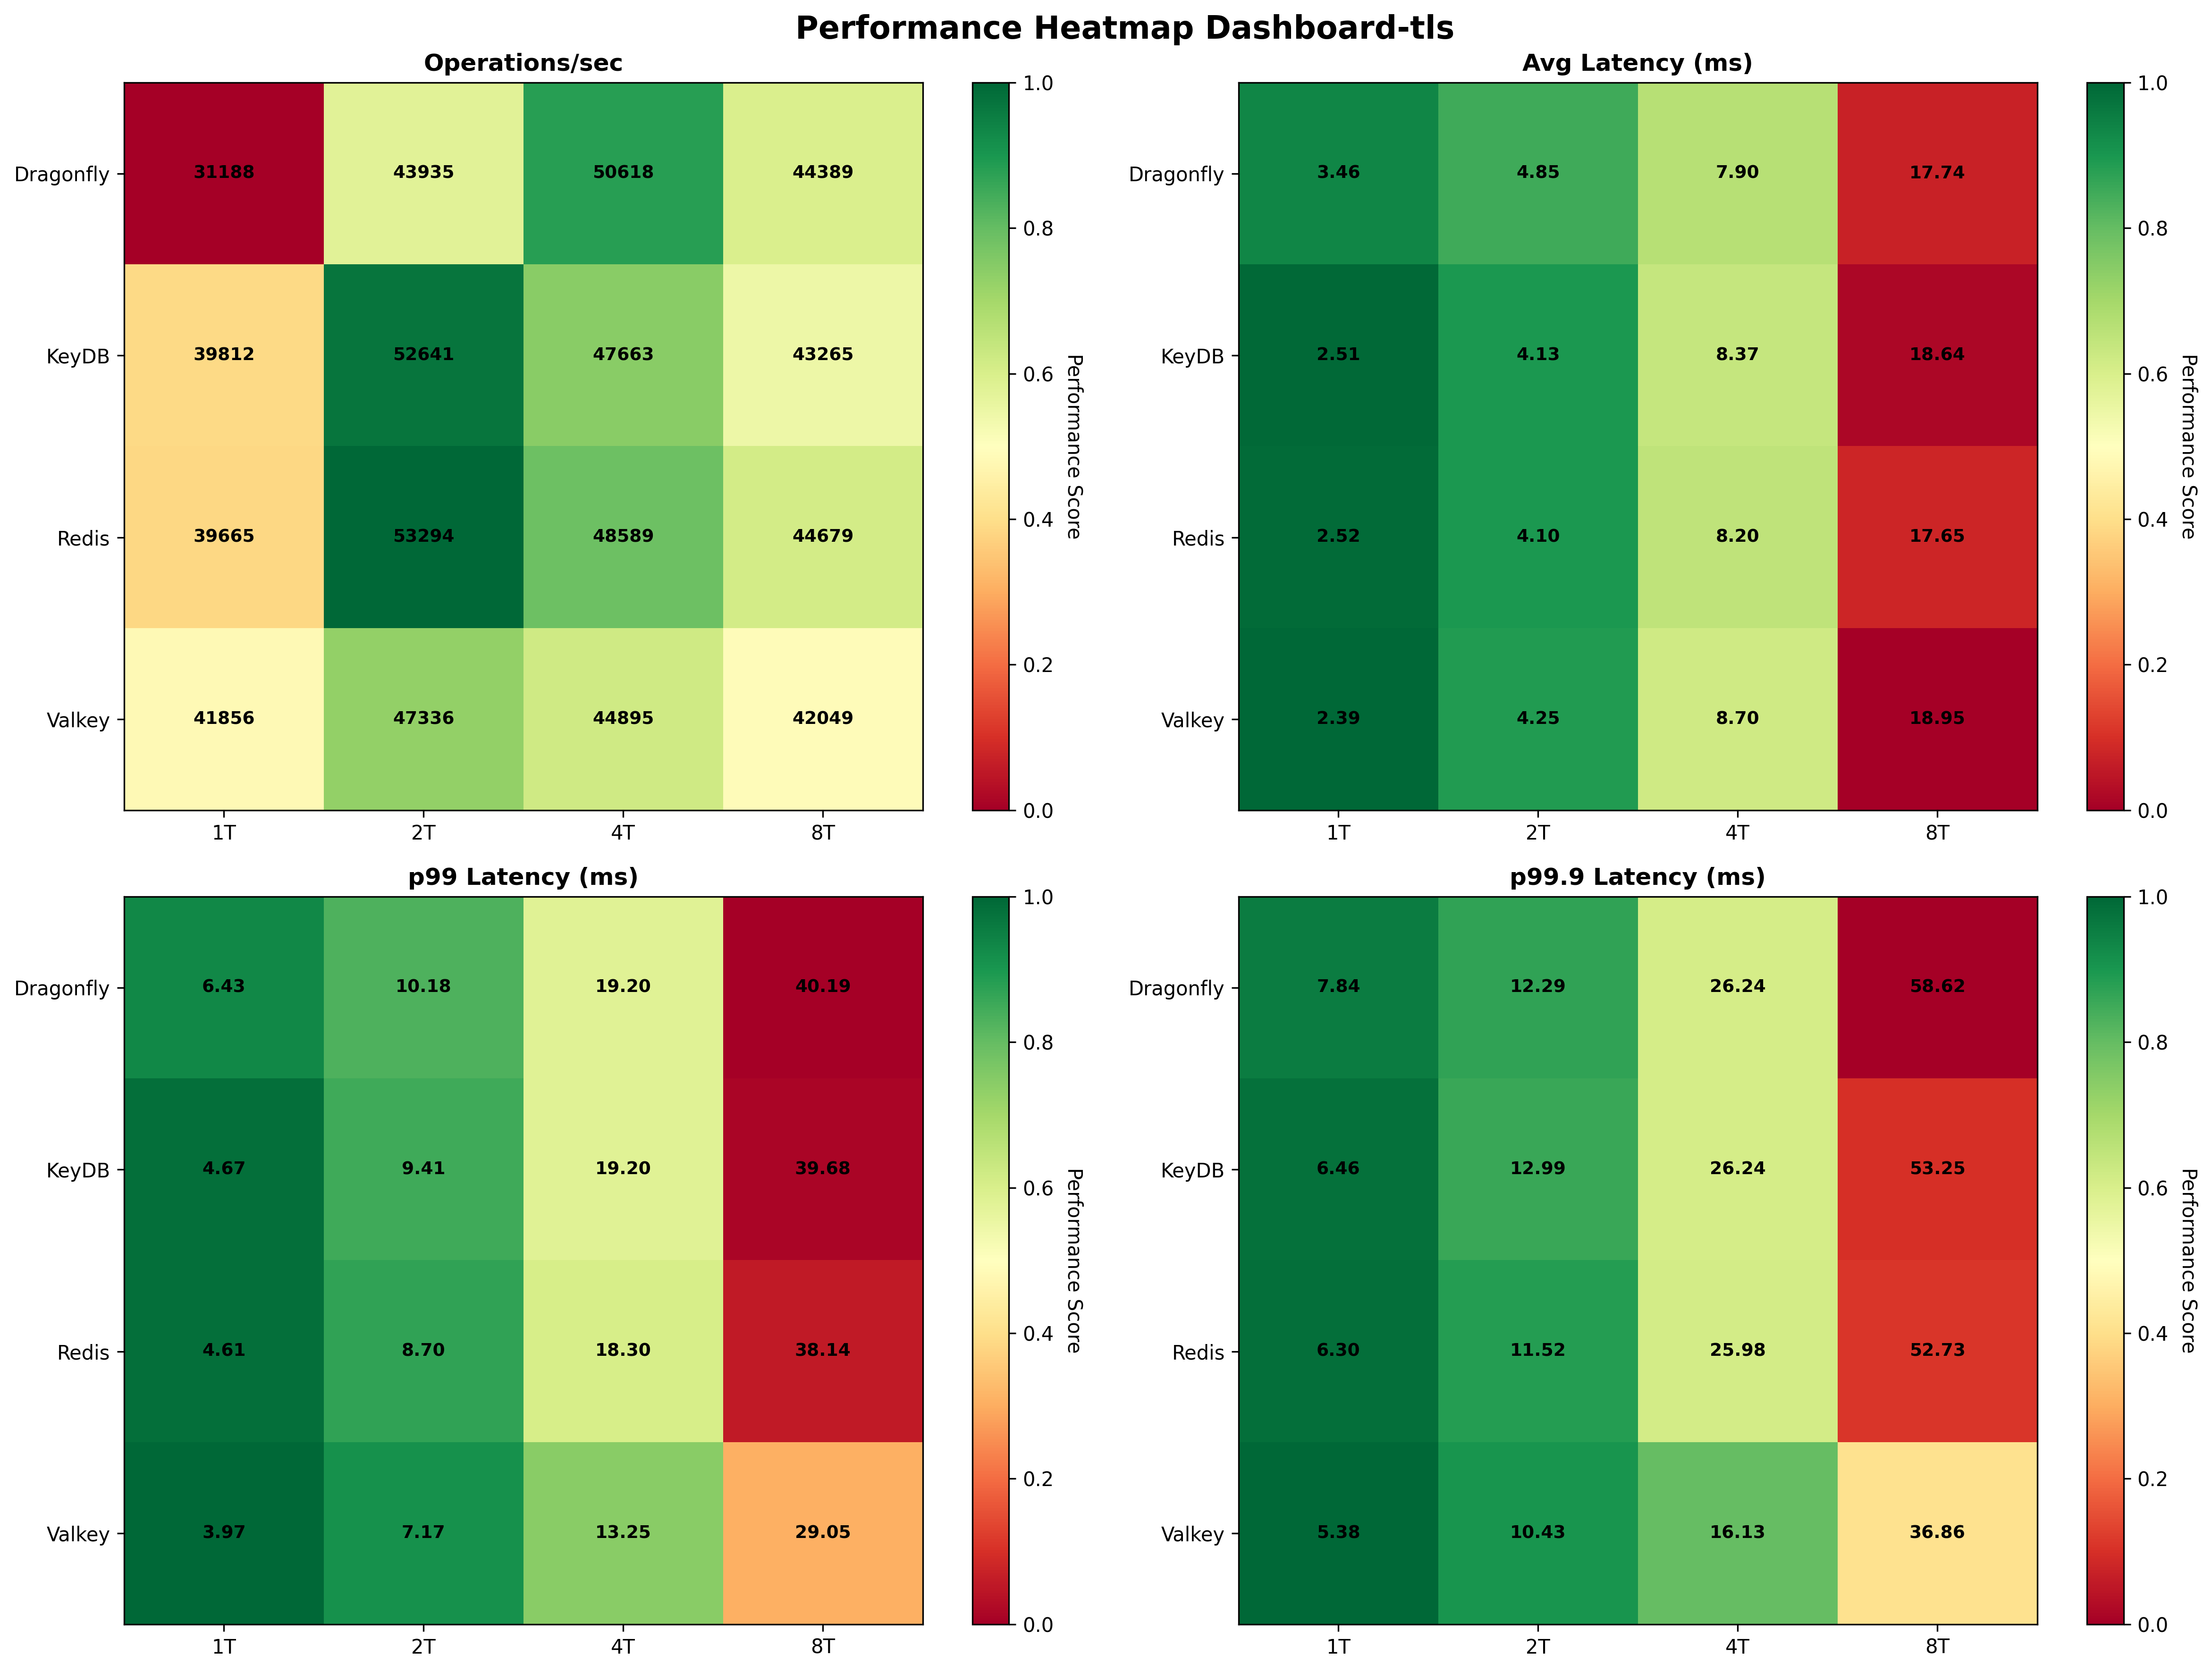 Performance Heatmap Dashboard-tls
Operations/sec
Dragonfly 31188 43935 50618 44389
KeyDB 39812 52641 47663 43265
Redis 39665 53294 48589 44679
Valkey 41856 47336 44895 42049
1T 2T 4T 8T
1.0
0.8
0.6
0.4
0.2
0.0
Performance Score
Avg Latency (ms)
Dragonfly 3.46 4.85 7.90 17.74
KeyDB 2.51 4.13 8.37 18.64
Redis 2.52 4.10 8.20 17.65
Valkey 2.39 4.25 8.70 18.95
1T 2T 4T 8T
1.0
0.8
0.6
0.4
0.2
0.0
Performance Score
p99 Latency (ms)
Dragonfly 6.43 10.18 19.20 40.19
KeyDB 4.67 9.41 19.20 39.68
Redis 4.61 8.70 18.30 38.14
Valkey 3.97 7.17 13.25 29.05
1T 2T 4T 8T
1.0
0.8
0.6
0.4
0.2
0.0
Performance Score
p99.9 Latency (ms)
Dragonfly 7.84 12.29 26.24 58.62
KeyDB 6.46 12.99 26.24 53.25
Redis 6.30 11.52 25.98 52.73
Valkey 5.38 10.43 16.13 36.86
1T 2T 4T 8T
1.0
0.8
0.6
0.4
0.2
0.0
Performance Score